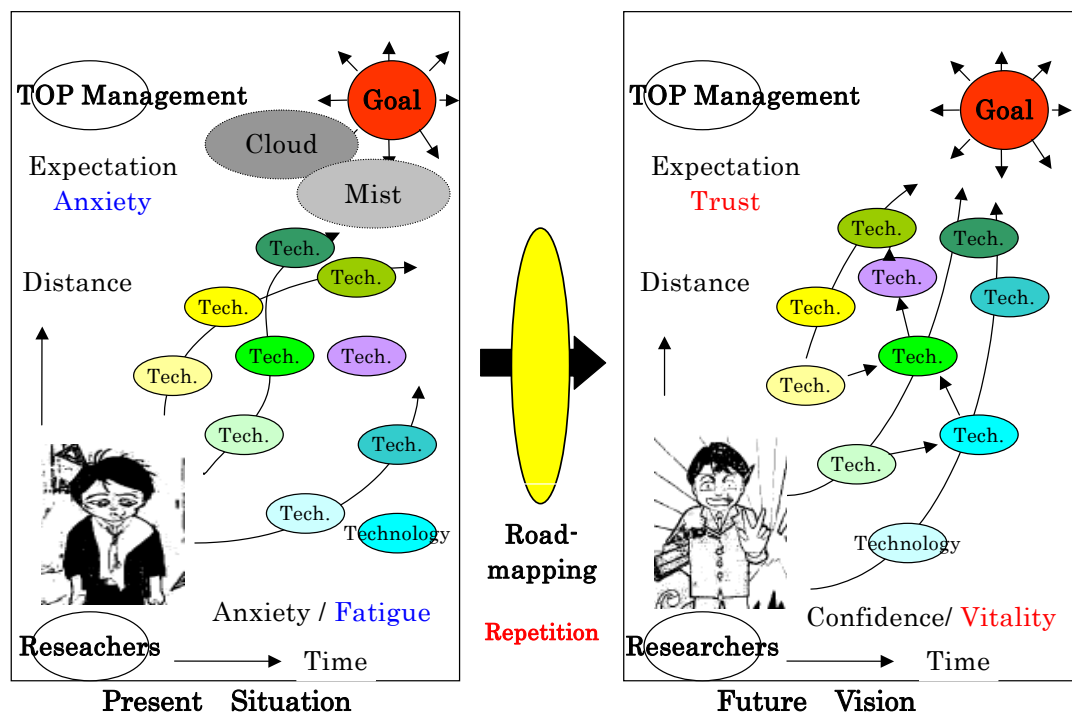 TOP Management
Goal
Cloud
Expectation
Mist
Anxiety
Tech.
Tech.
Distance
Tech.
Tech.
Tech.
Tech.
Tech.
Tech.
Tech.
Technology
Anxiety / Fatigue
Reseachers
Time
Present Situation
Road-
mapping
Repetition
TOP Management
Goal
Expectation
Trust
Tech.
Tech.
Tech.
Distance
Tech.
Tech.
Tech.
Tech.
Tech.
Tech.
Technology
Confidence/ Vitality
Researchers
Time
Future Vision